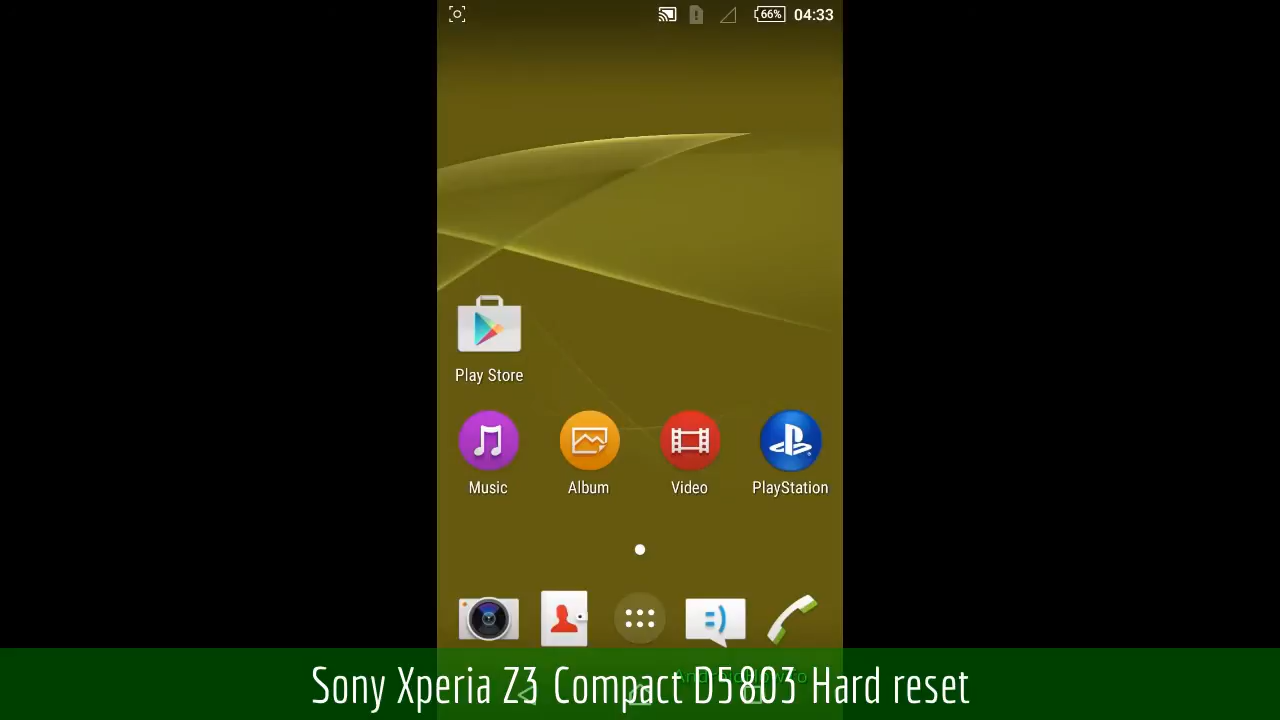 66% 04:33
Play Store
Music Album Video PlayStation
Sony Xperia Z3 Compact D5803 Hard reset